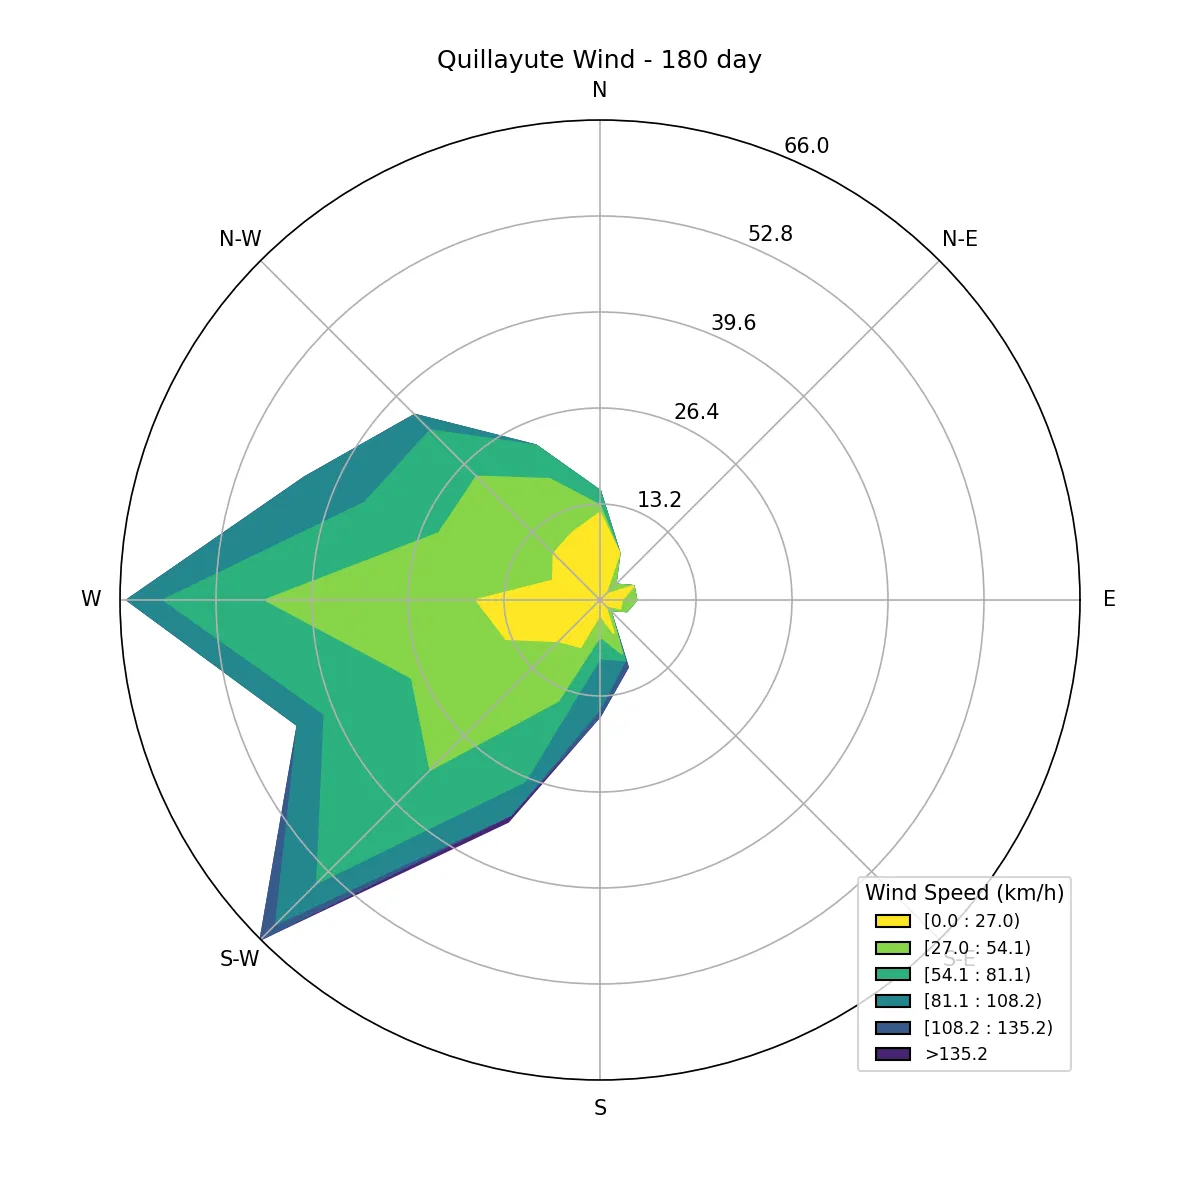 Quillayute Wind - 180 day
N
66.0
N-W
52.8
N-E
39.6
26.4
13.2
W
E
S-W
S-E
S
Wind Speed (km/h)
[0.0 : 27.0)
[27.0 : 54.1)
[54.1 : 81.1)
[81.1 : 108.2)
[108.2 : 135.2)
>135.2